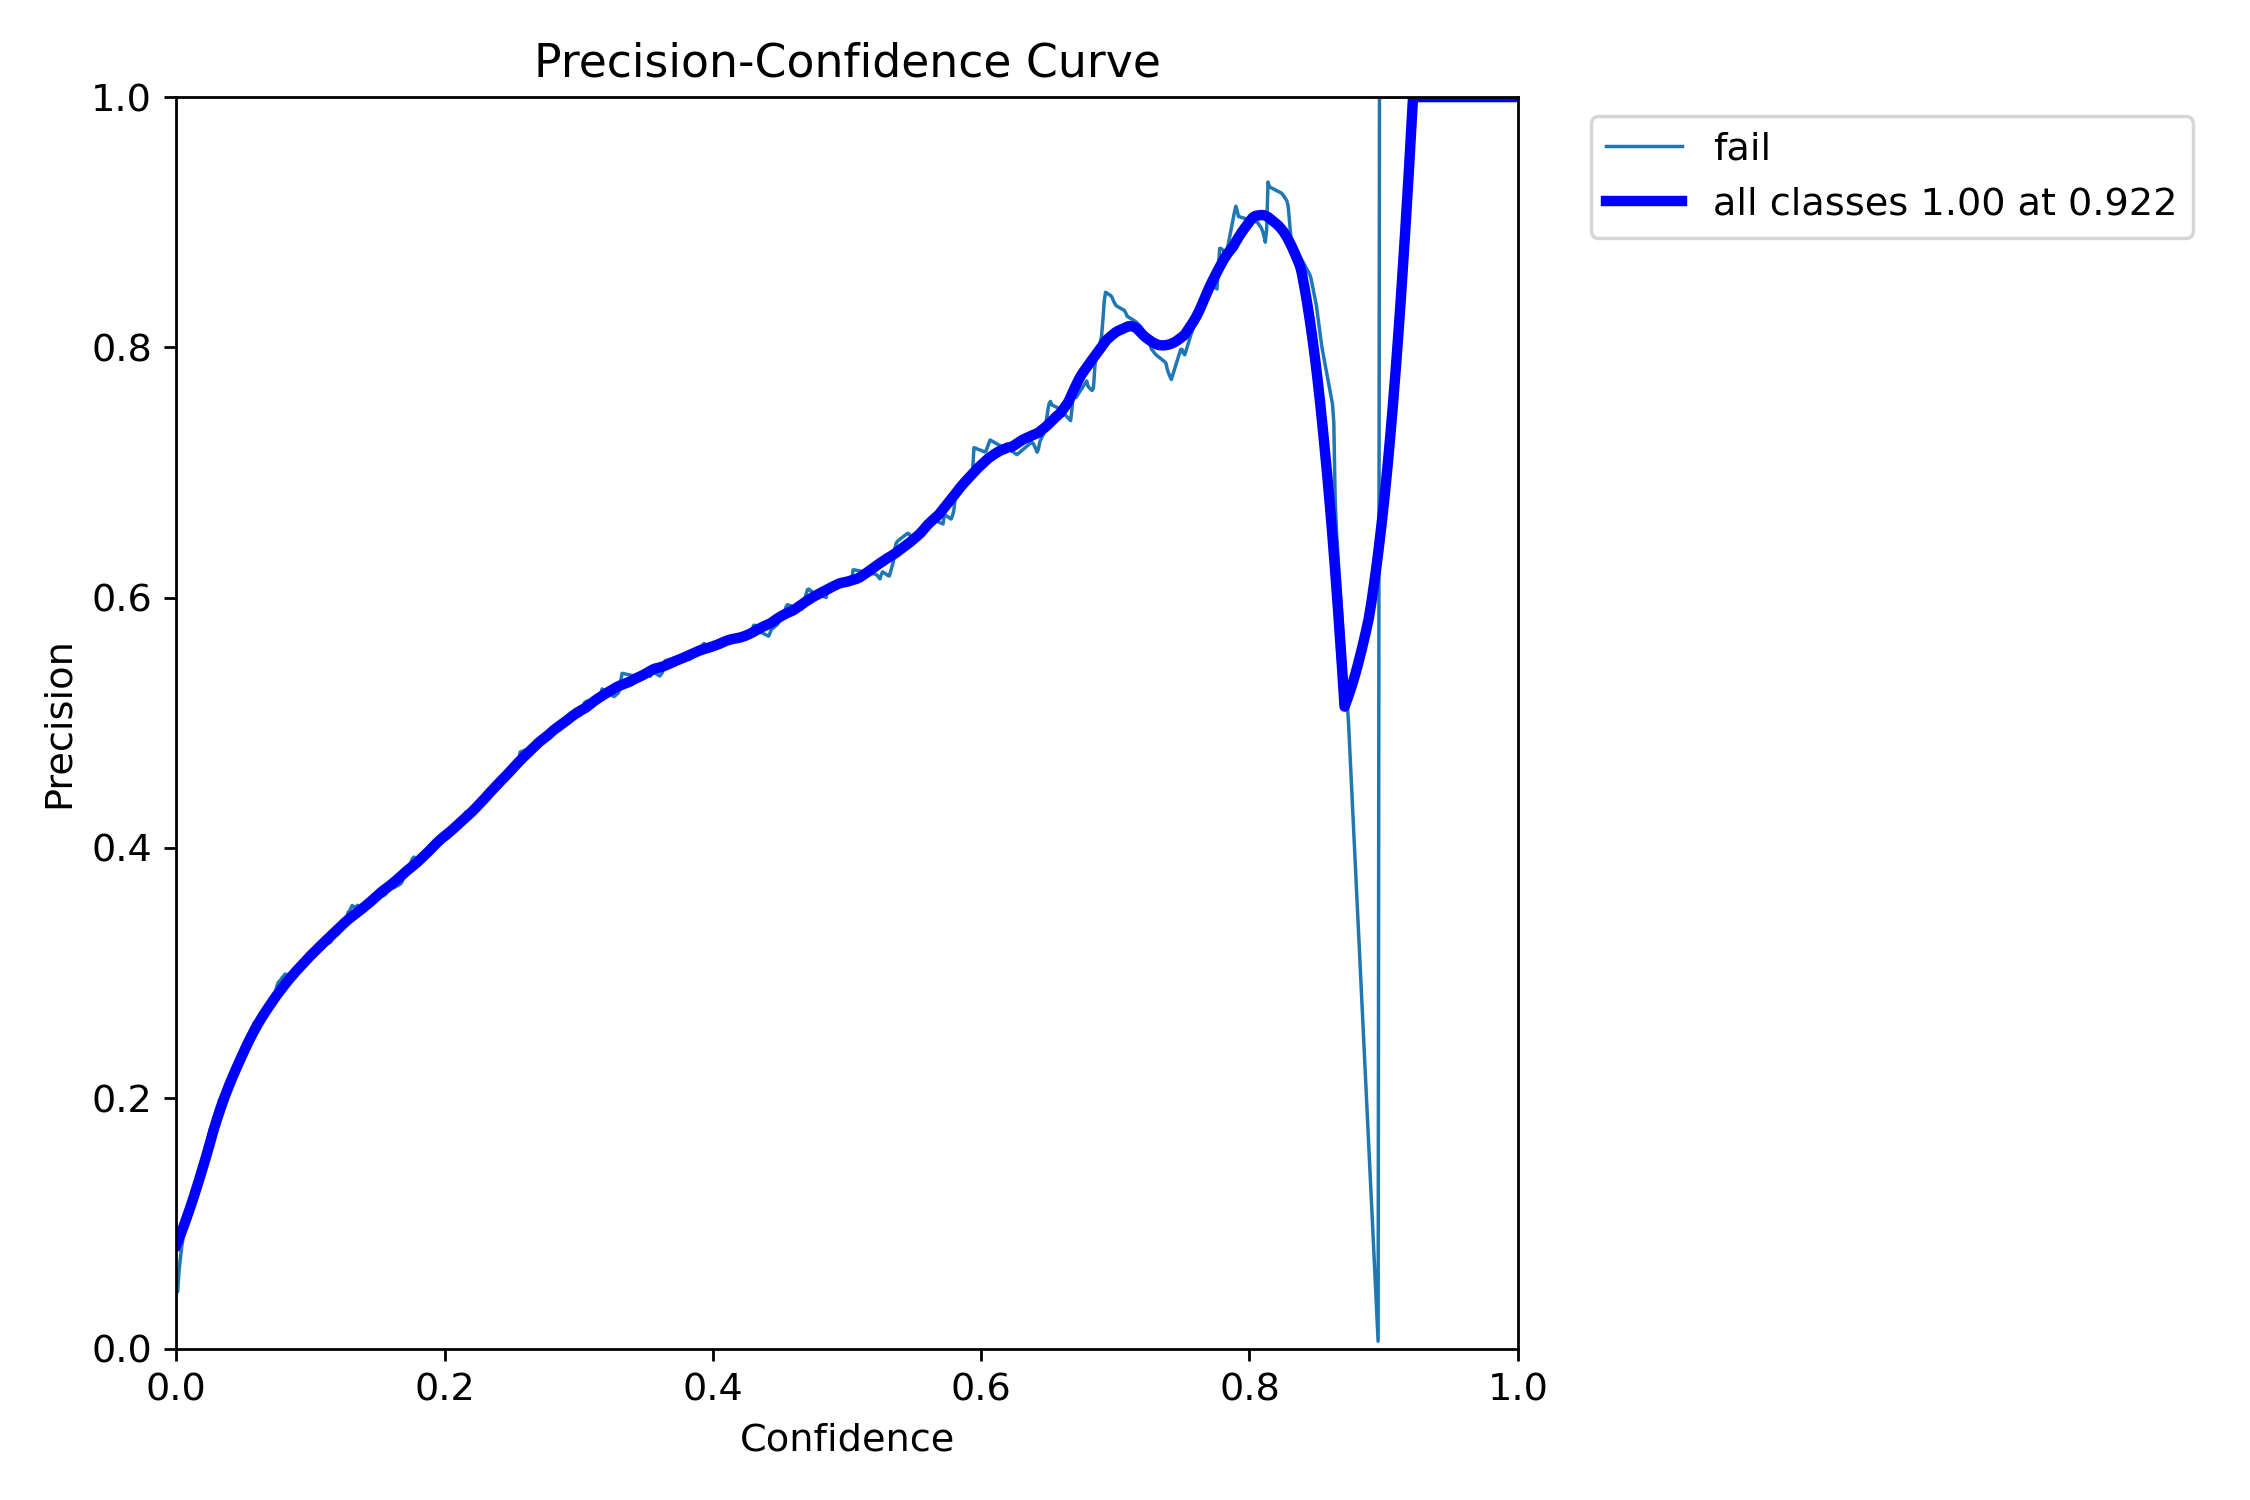 Precision-Confidence Curve
1.0
0.8
0.6
0.4
0.2
0.0
Precision
0.0 0.2 0.4 0.6 0.8 1.0
Confidence
fail
all classes 1.00 at 0.922